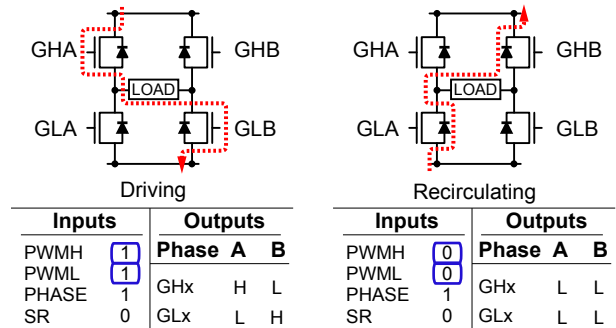 GHA GHB
LOAD
GLA GLB
Driving
Inputs Outputs
PWMH 1 Phase A B
PWML 1
PHASE 1 GHx H L
SR 0 GLx L H
GHA GHB
LOAD
GLA GLB
Recirculating
Inputs Outputs
PWMH 0 Phase A B
PWML 0
PHASE 1 GHx L L
SR 0 GLx L L